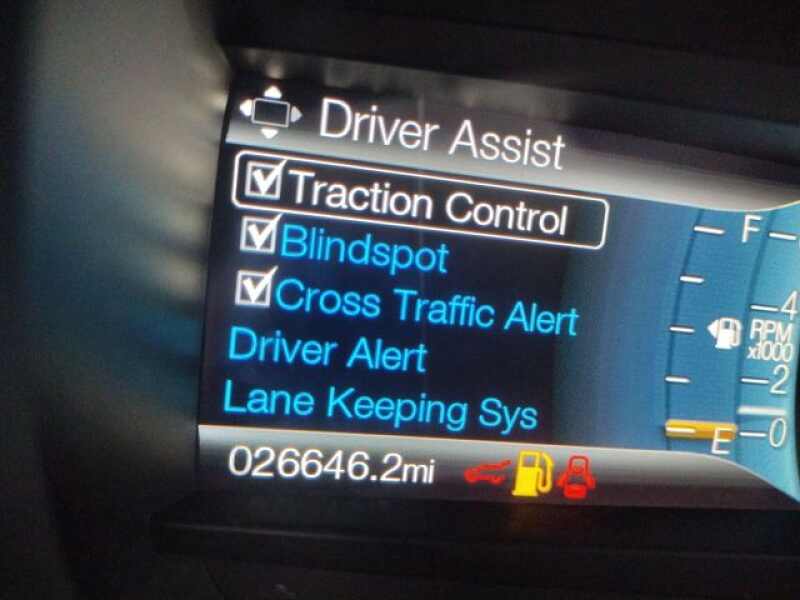 Driver Assist
Traction Control
Blindspot
Cross Traffic Alert
Driver Alert
Lane Keeping Sys
026646.2mi
F
4
RPM
x1000
2
0
E